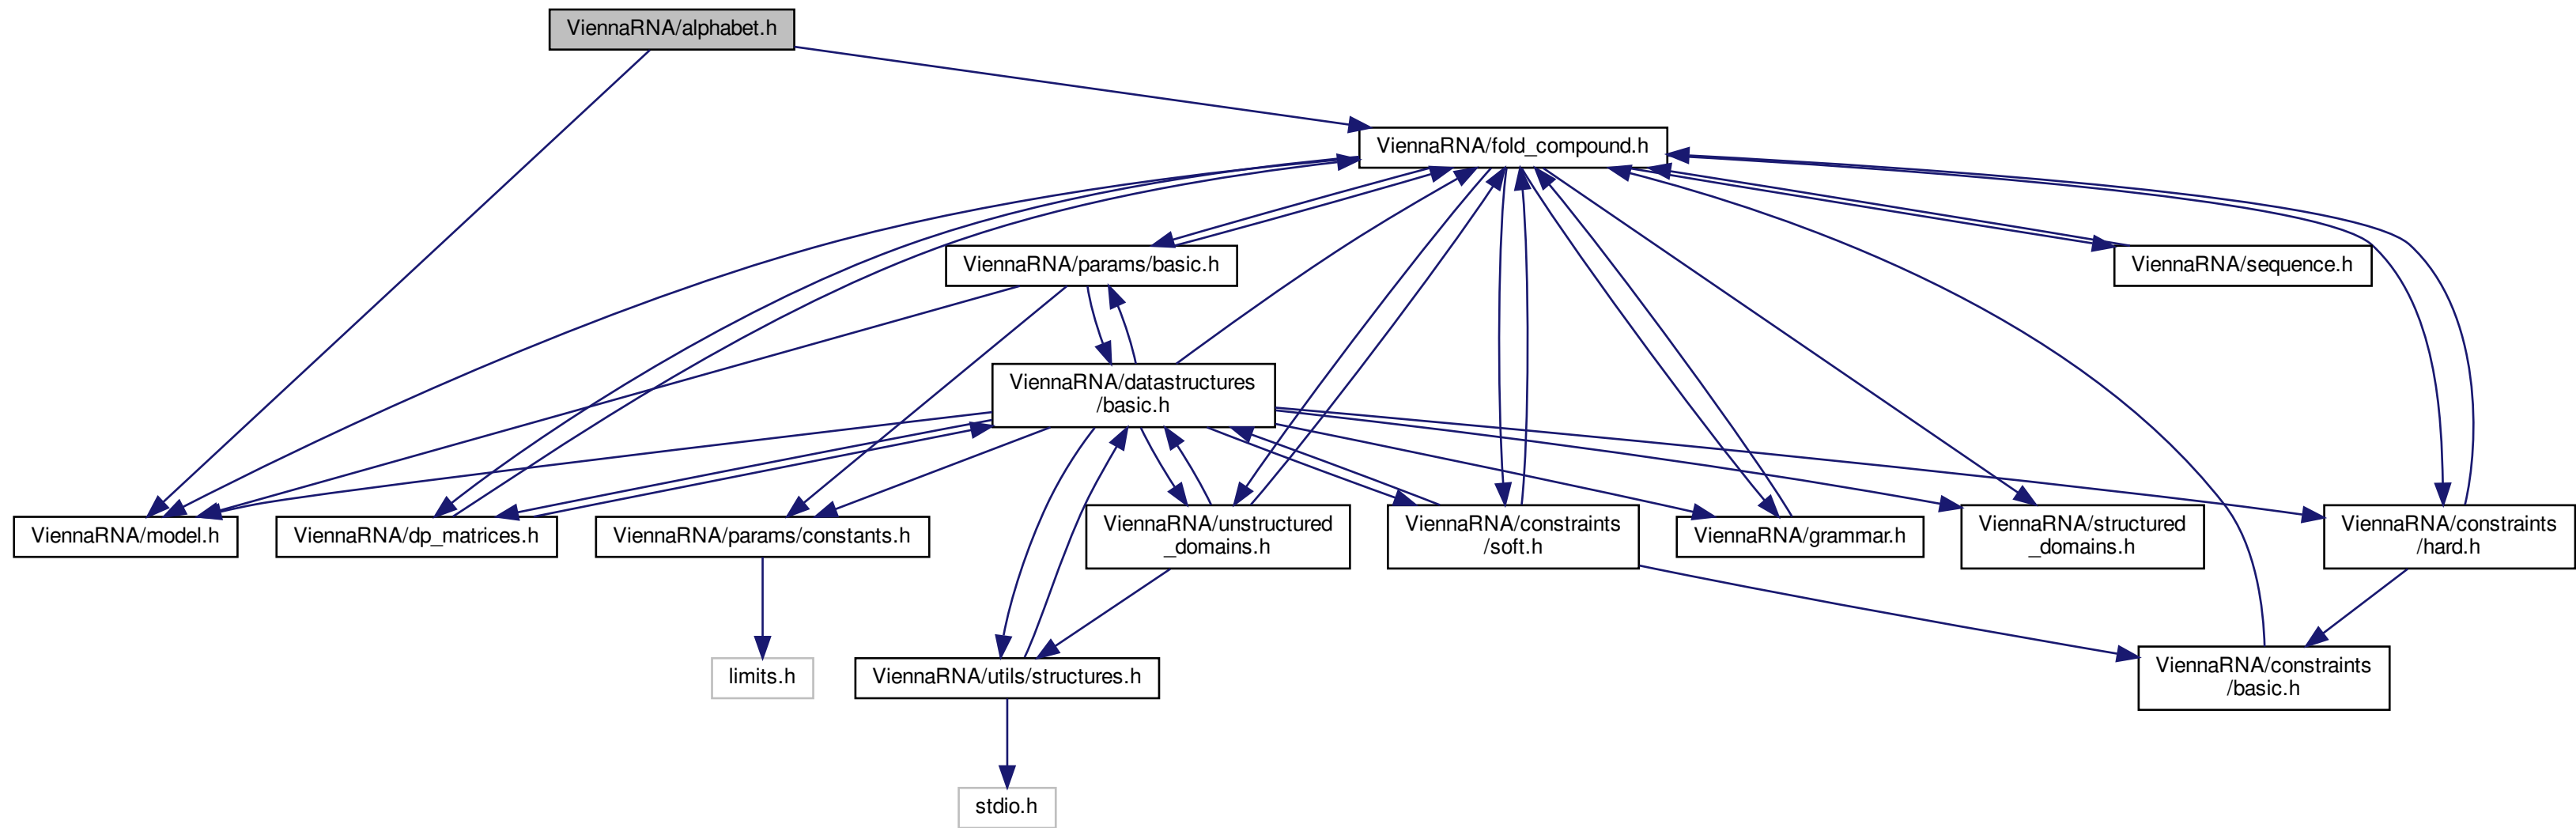 ViennaRNA/alphabet.h
ViennaRNA/fold_compound.h
ViennaRNA/params/basic.h
ViennaRNA/sequence.h
ViennaRNA/datastructures
/basic.h
ViennaRNA/model.h
ViennaRNA/dp_matrices.h
ViennaRNA/params/constants.h
ViennaRNA/unstructured
_domains.h
ViennaRNA/constraints
/soft.h
ViennaRNA/grammar.h
ViennaRNA/structured
_domains.h
ViennaRNA/constraints
/hard.h
limits.h
ViennaRNA/utils/structures.h
ViennaRNA/constraints
/basic.h
stdio.h